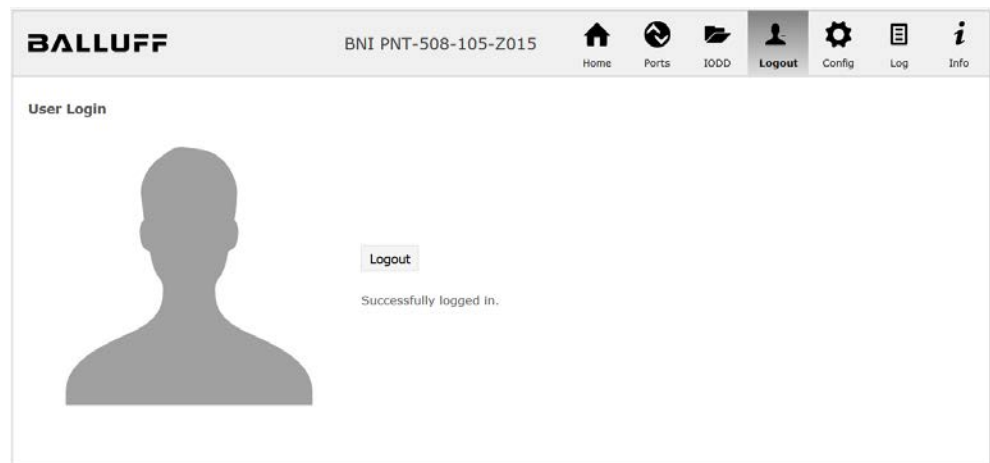 BALLUFF
BNI PNT-508-105-Z015
Home Ports IODD Logout Config Log Info
User Login
Logout
Successfully logged in.